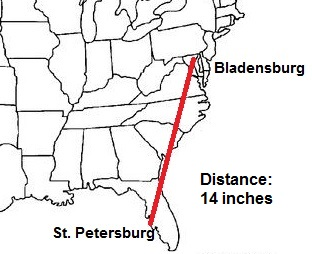 Bladensburg
Distance:
14 inches
St. Petersburg